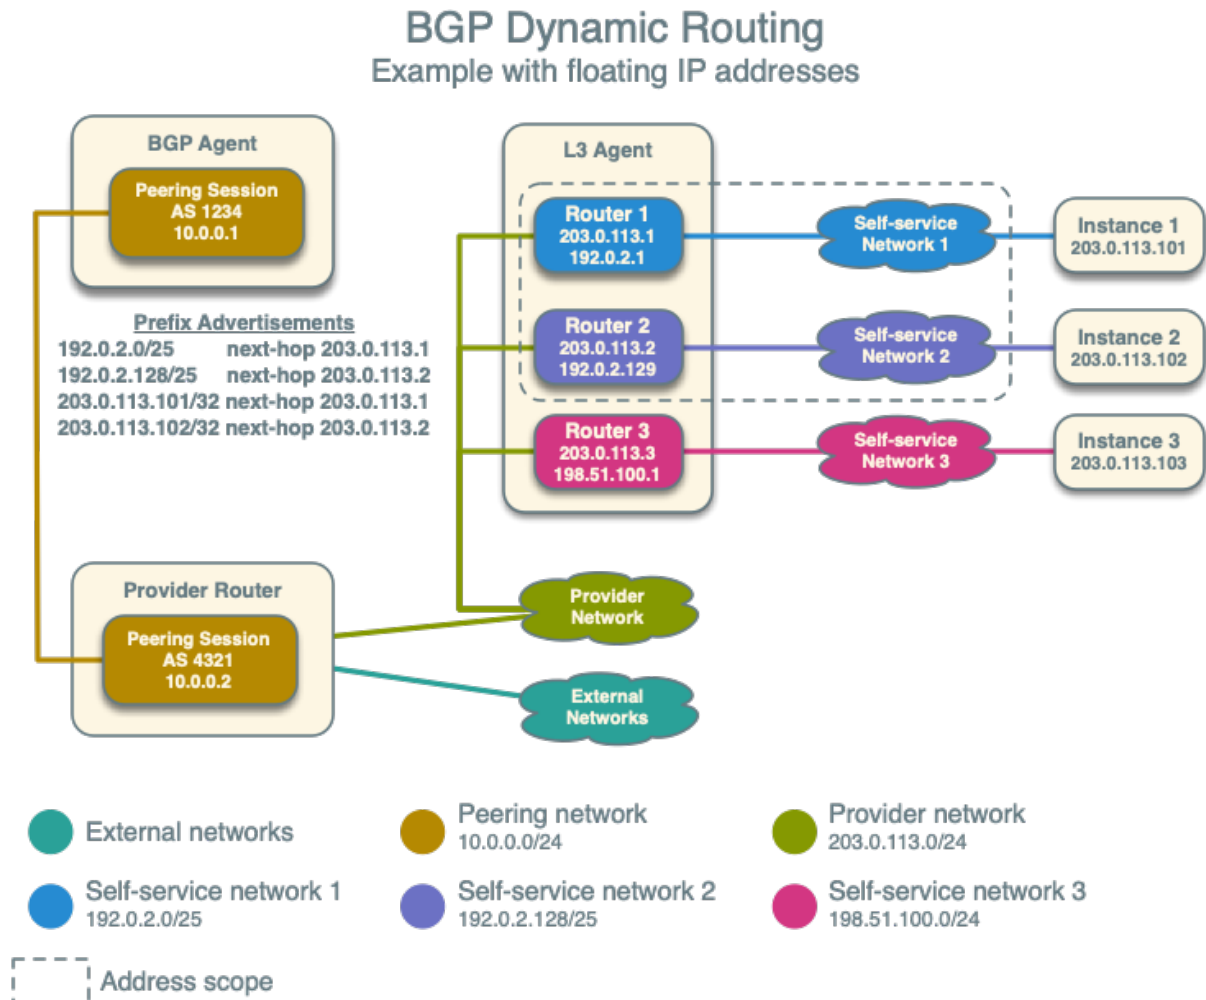 BGP Dynamic Routing
Example with floating IP addresses
BGP Agent
Peering Session
AS 1234
10.0.0.1
Prefix Advertisements
192.0.2.0/25 next-hop 203.0.113.1
192.0.2.128/25 next-hop 203.0.113.2
203.0.113.101/32 next-hop 203.0.113.1
203.0.113.102/32 next-hop 203.0.113.2
L3 Agent
Router 1
203.0.113.1
192.0.2.1
Self-service
Network 1
Instance 1
203.0.113.101
Router 2
203.0.113.2
192.0.2.129
Self-service
Network 2
Instance 2
203.0.113.102
Router 3
203.0.113.3
198.51.100.1
Self-service
Network 3
Instance 3
203.0.113.103
Provider Router
Peering Session
AS 4321
10.0.0.2
Provider
Network
External
Networks
External networks
Peering network
10.0.0.0/24
Provider network
203.0.113.0/24
Self-service network 1
192.0.2.0/25
Self-service network 2
192.0.2.128/25
Self-service network 3
198.51.100.0/24
Address scope